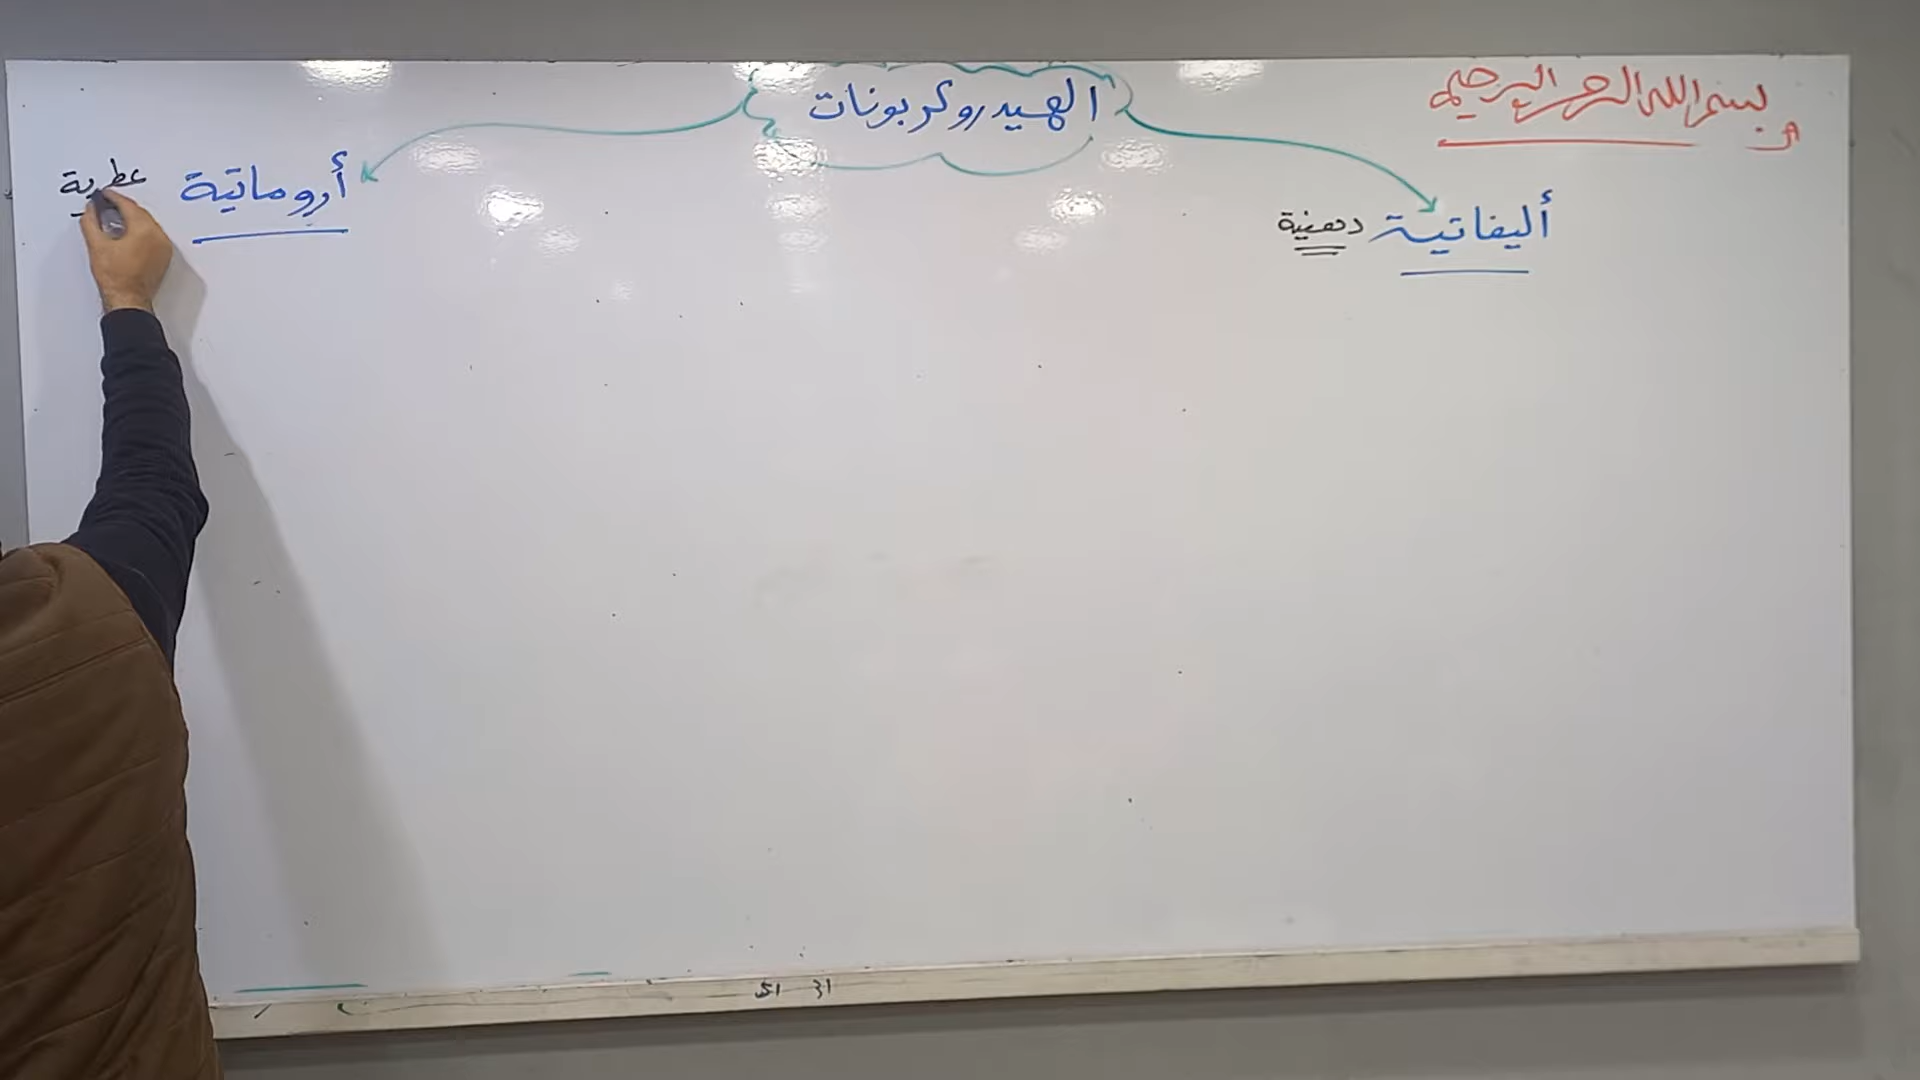 بسم الله الرحمن الرحيم
الهيدروكربونات
أليفاتية دهنية
أروماتية عطرية